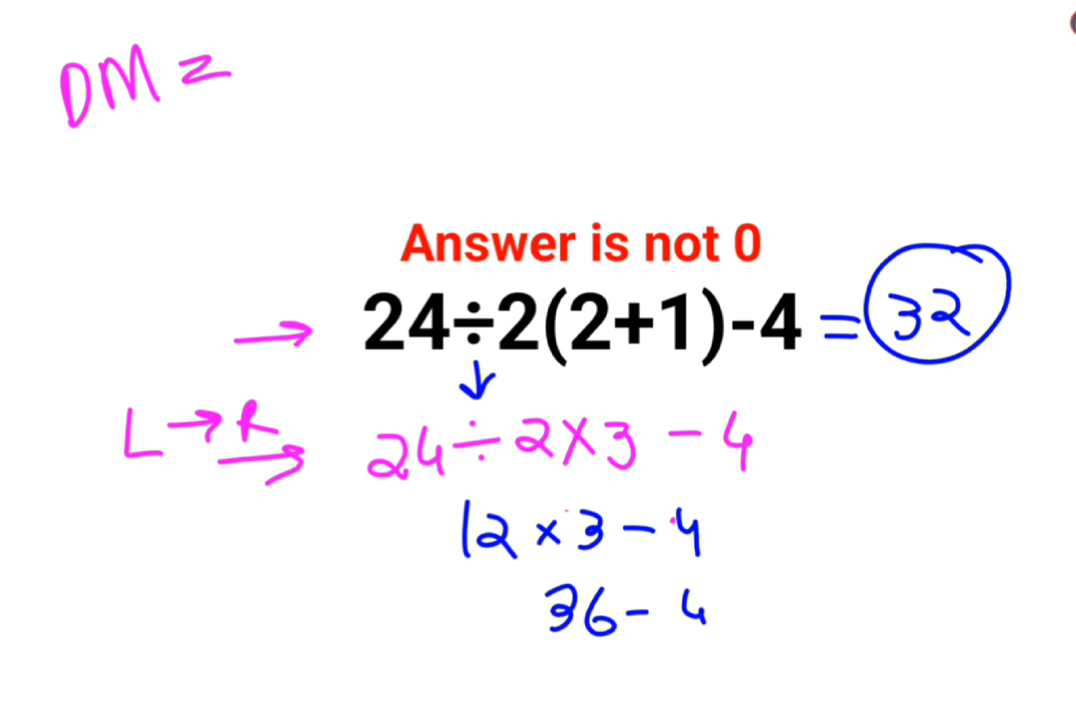 DM =
Answer is not 0
→ 24÷2(2+1)-4 = 32
↓
L → R → 24 ÷ 2 × 3 - 4
12 × 3 - 4
36 - 4